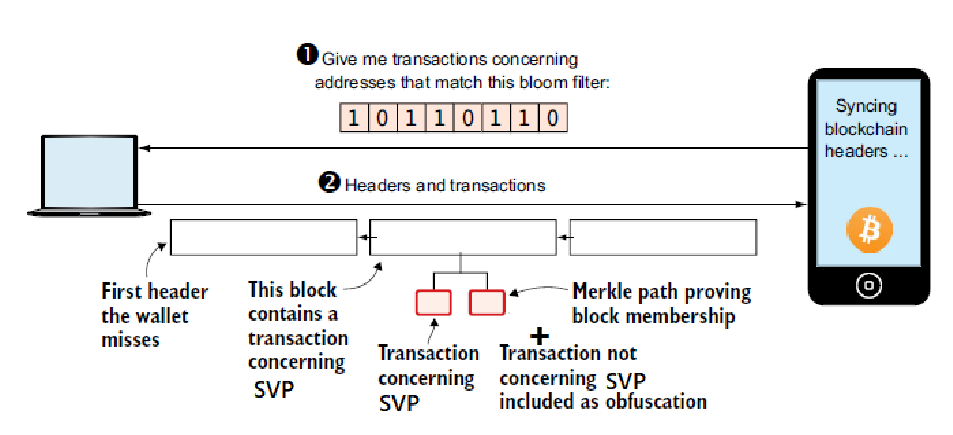 1 Give me transactions concerning
addresses that match this bloom filter:
1 0 1 1 0 1 1 0
Syncing
blockchain
headers ...
2 Headers and transactions
First header
the wallet
misses
This block
contains a
transaction
concerning
SVP
Transaction
concerning
SVP
Merkle path proving
block membership
+
Transaction not
concerning SVP
included as obfuscation